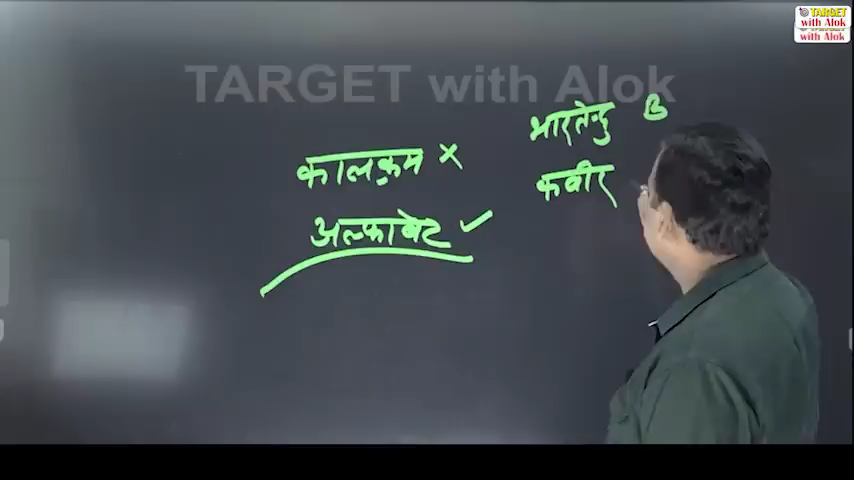 TARGET
with Alok
with Alok
TARGET with Alok
भारतेन्दु B
कालक्रम ×
कबीर
अल्फाबेट ✓